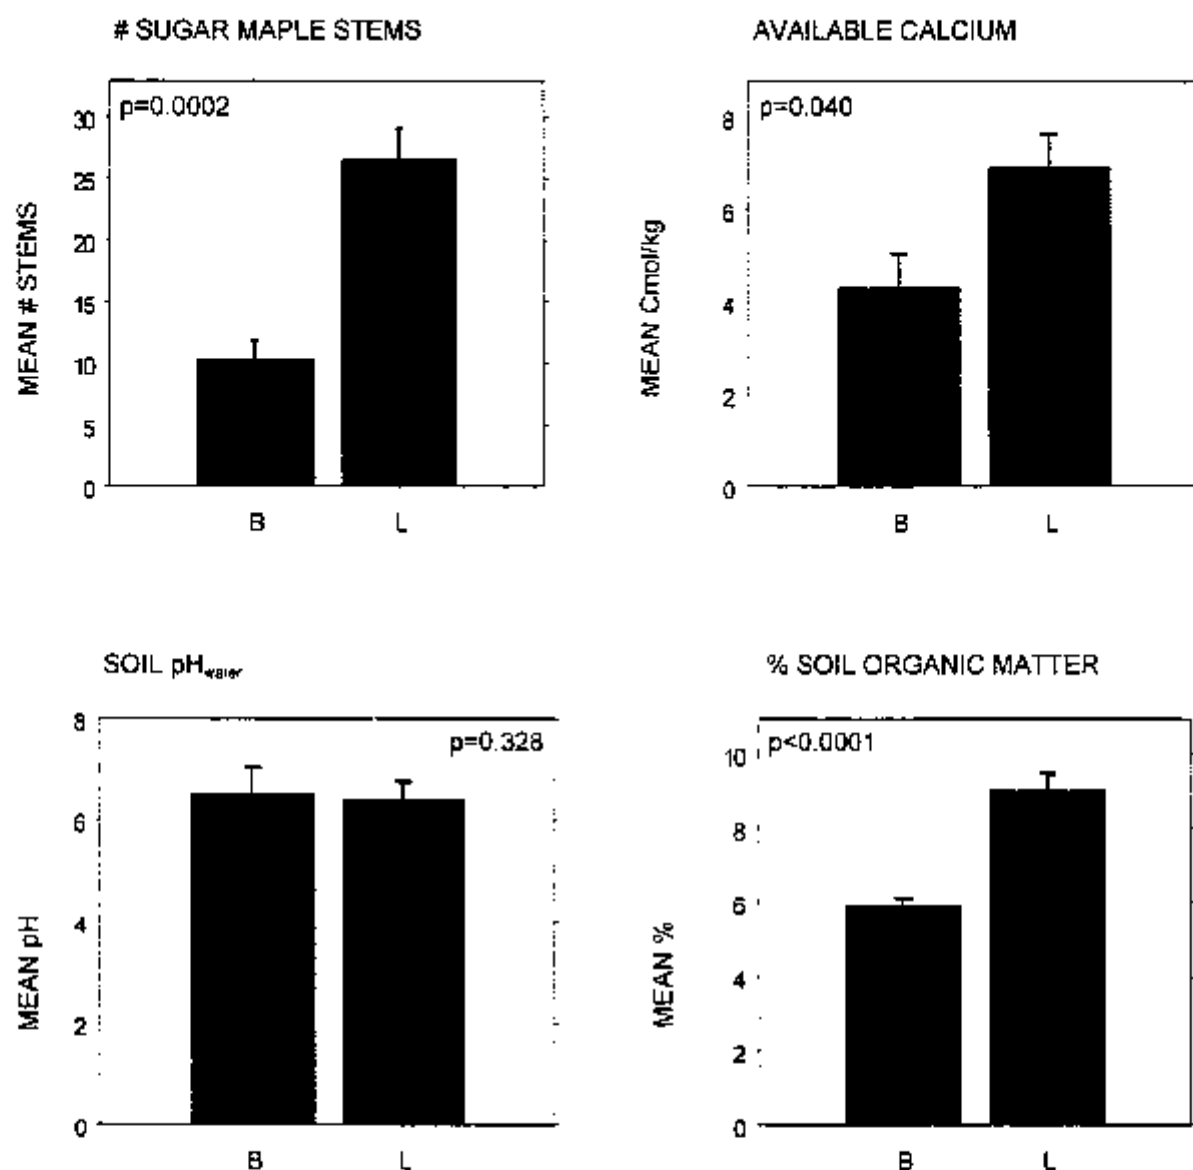 # SUGAR MAPLE STEMS
p=0.0002
MEAN # STEMS
30
25
20
15
10
5
0
B L
AVAILABLE CALCIUM
p=0.040
MEAN Cmol/kg
8
6
4
2
0
B L
SOIL pHwater
p=0.328
MEAN pH
8
6
4
2
0
B L
% SOIL ORGANIC MATTER
p<0.0001
MEAN %
10
8
6
4
2
0
B L